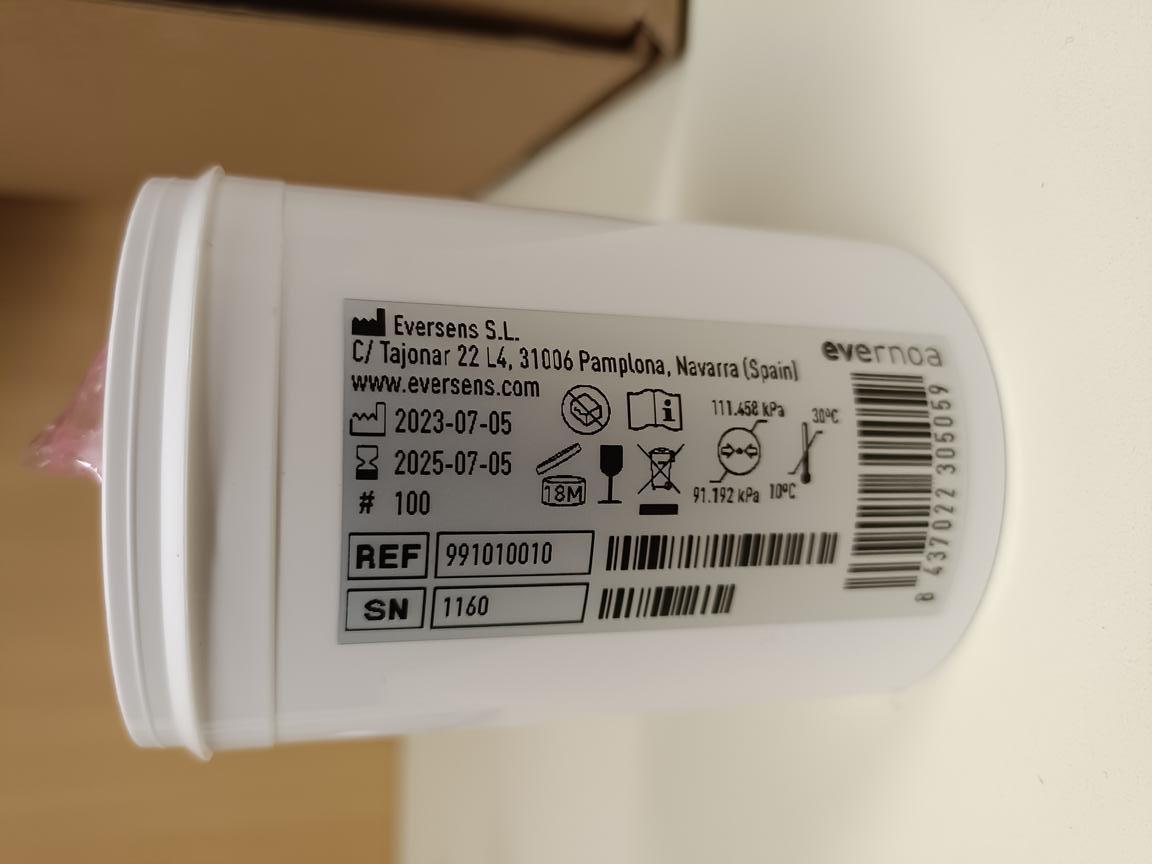 Eversens S.L.
C/ Tajonar 22 L4, 31006 Pamplona, Navarra (Spain)
www.eversens.com
2023-07-05
2025-07-05
# 100
18M
111.458 kPa
91.192 kPa
30ºC
10ºC
REF 991010010
SN 1160
evernoa
8 437022 305059